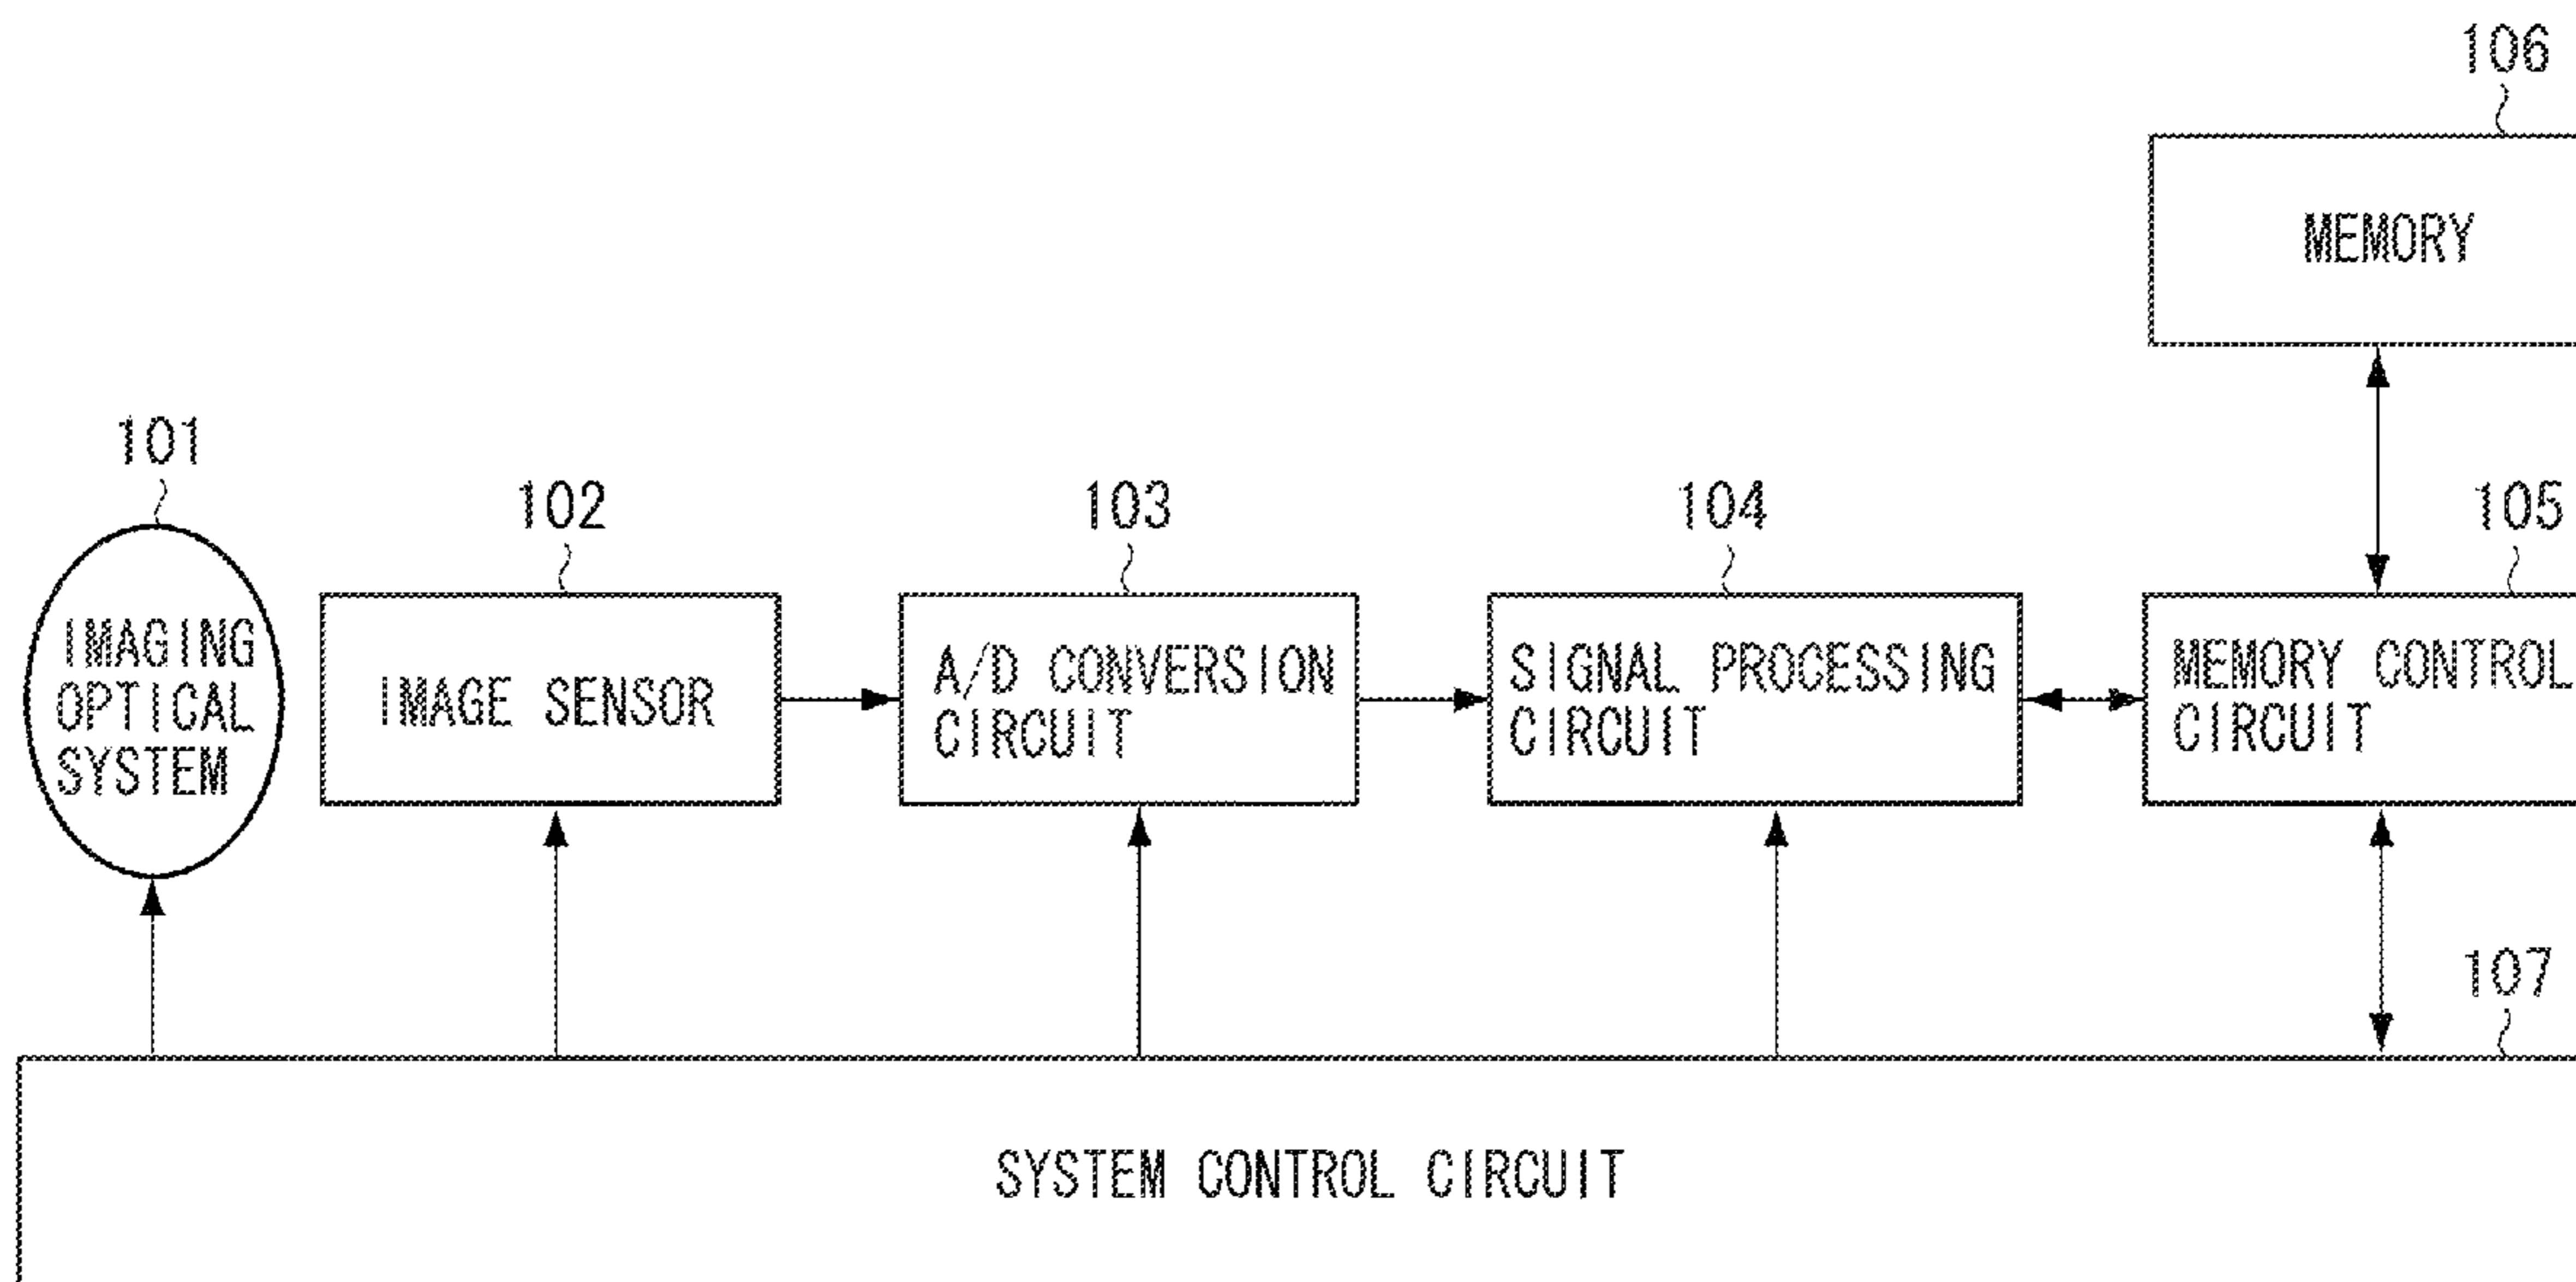 106
MEMORY
101
102
103
104
105
IMAGING
OPTICAL
SYSTEM
IMAGE SENSOR
A/D CONVERSION
CIRCUIT
SIGNAL PROCESSING
CIRCUIT
MEMORY CONTROL
CIRCUIT
107
SYSTEM CONTROL CIRCUIT